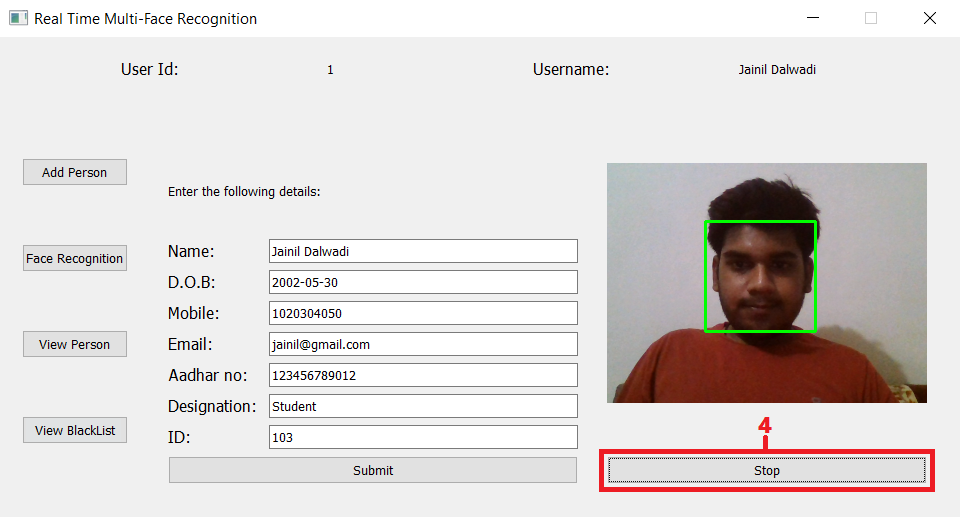 Real Time Multi-Face Recognition
User Id: 1 Username: Jainil Dalwadi
Add Person
Enter the following details:
Face Recognition
Name: Jainil Dalwadi
D.O.B: 2002-05-30
Mobile: 1020304050
View Person
Email: jainil@gmail.com
Aadhar no: 123456789012
Designation: Student
View BlackList
ID: 103
4
Submit
Stop